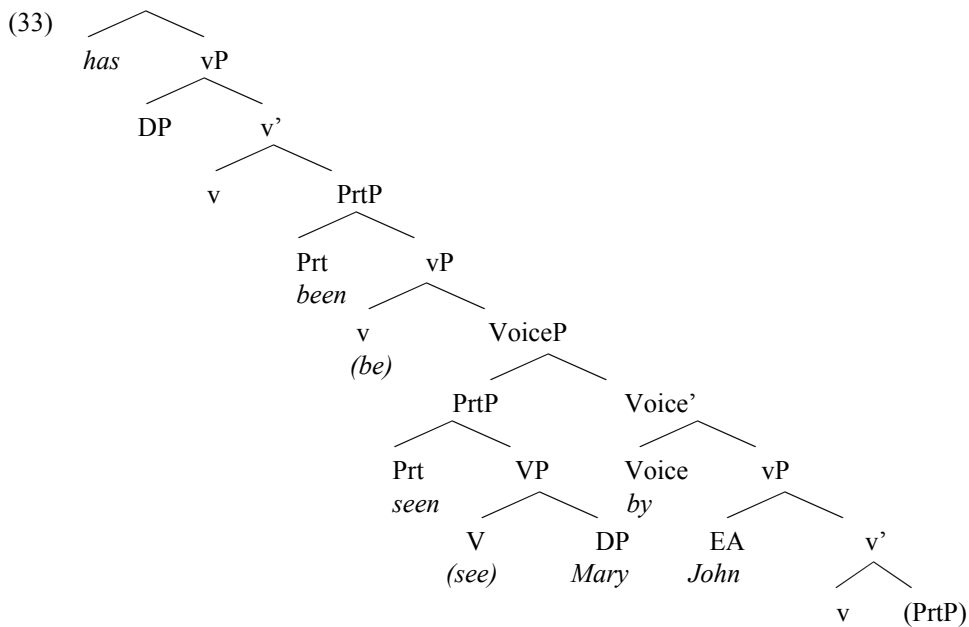 (33)
has vP
DP v’
v PrtP
Prt vP
been
v VoiceP
(be)
PrtP Voice’
Prt VP Voice vP
seen by
V DP EA v’
(see) Mary John
v (PrtP)